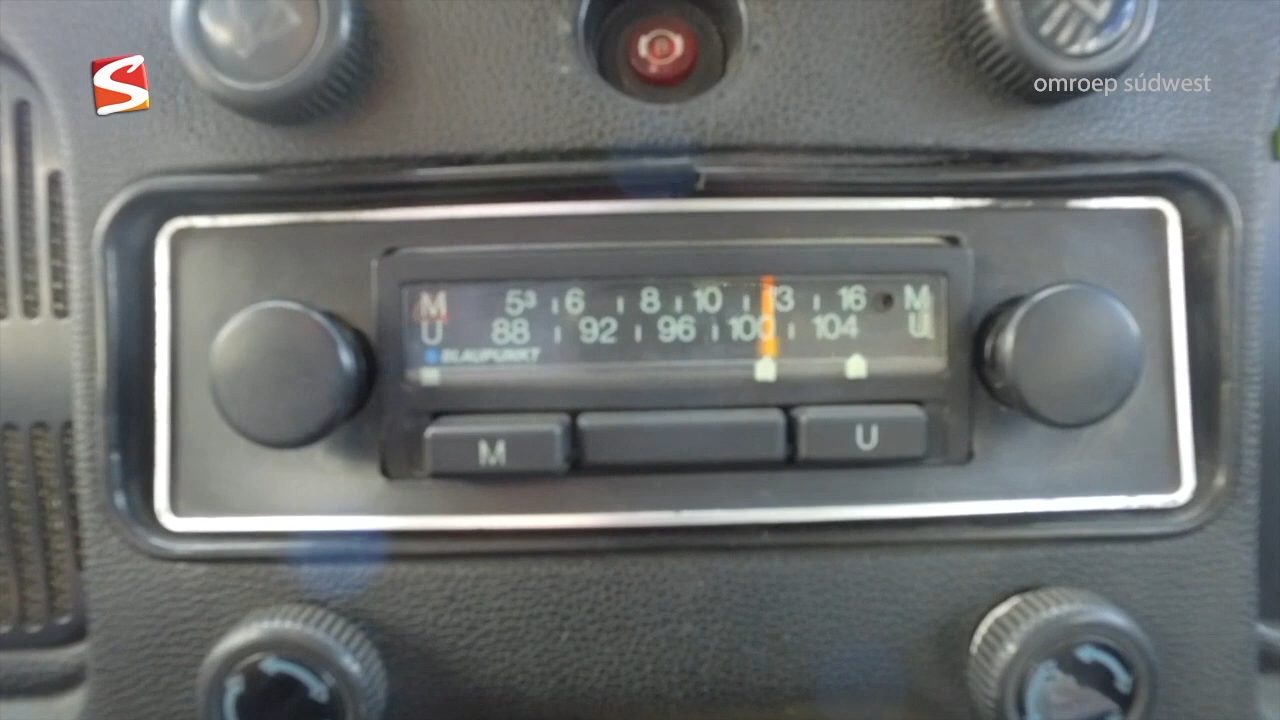 S
omroep súdwest
M 5³ 6 8 10 13 16 M
U 88 92 96 100 104 U
BLAUPUNKT
M U